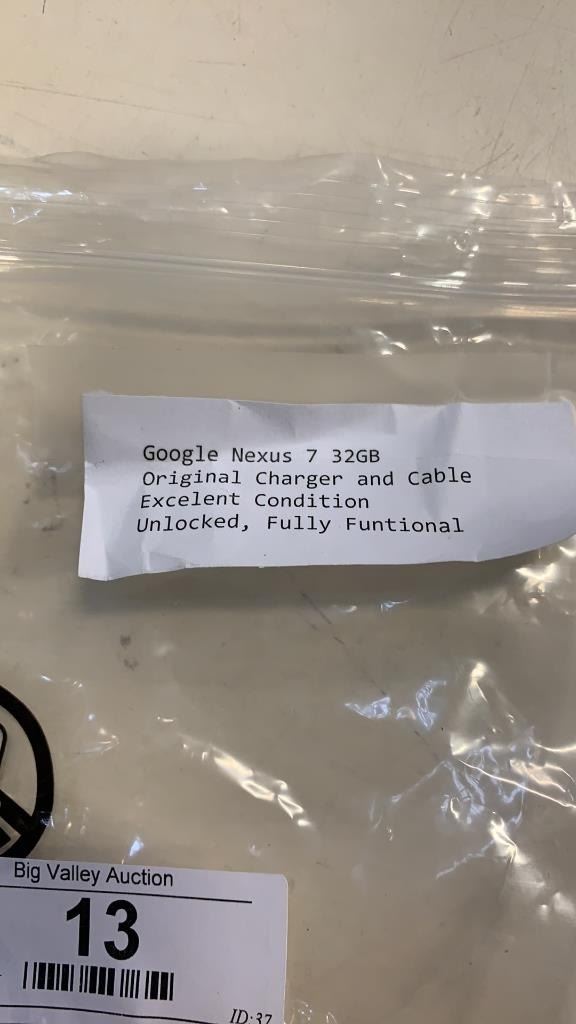 Google Nexus 7 32GB
Original Charger and Cable
Excelent Condition
Unlocked, Fully Funtional
Big Valley Auction
13
ID:37